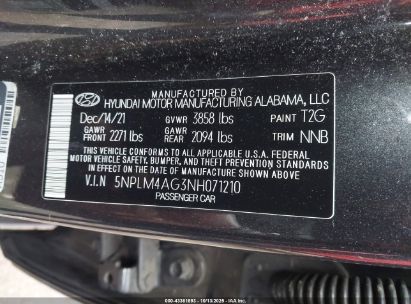 MANUFACTURED BY
HYUNDAI MOTOR MANUFACTURING ALABAMA, LLC
Dec/14/21 GVWR 3858 lbs PAINT T2G
GAWR FRONT 2271 lbs GAWR REAR 2094 lbs TRIM NNB
THIS VEHICLE CONFORMS TO ALL APPLICABLE U.S.A. FEDERAL
MOTOR VEHICLE SAFETY, BUMPER, AND THEFT PREVENTION STANDARDS
IN EFFECT ON THE DATE OF MANUFACTURE SHOWN ABOVE.
V.I.N 5NPLM4AG3NH071210
PASSENGER CAR